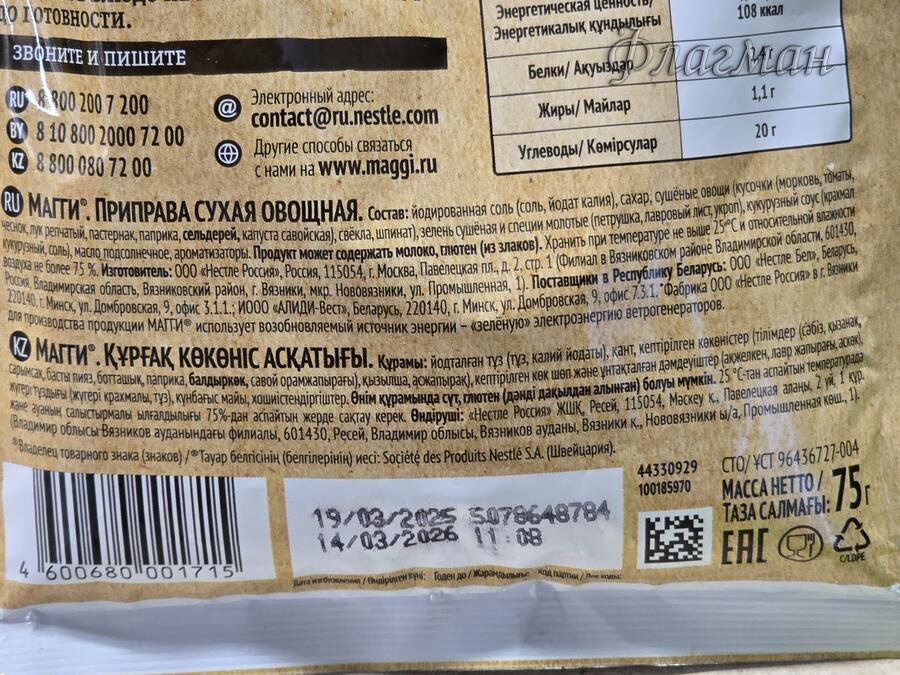 ДО ГОТОВНОСТИ.
ЗВОНИТЕ И ПИШИТЕ
RU 8 800 200 7 200
BY 8 10 800 2000 72 00
KZ 8 800 080 72 00
@ Электронный адрес:
contact@ru.nestle.com
Другие способы связаться
с нами на www.maggi.ru
Энергетическая ценность/
Энергетикалық құндылығы
108 ккал
Белки/ Ақуыздар
Жиры/ Майлар 1,1 г
Углеводы/ Көмірсулар 20 г
Флагман
RU МАГГИ®. ПРИПРАВА СУХАЯ ОВОЩНАЯ. Состав: йодированная соль (соль, йодат калия), сахар, сушёные овощи (кусочки (морковь, томаты,
чеснок, лук репчатый, пастернак, паприка, сельдерей, капуста савойская), свёкла, шпинат), зелень сушёная и специи молотые (петрушка, лавровый лист, укроп), кукурузный соус (крахмал
кукурузный, соль), масло подсолнечное, ароматизаторы. Продукт может содержать молоко, глютен (из злаков). Хранить при температуре не выше 25°С и относительной влажности
воздуха не более 75 %. Изготовитель: ООО «Нестле Россия», Россия, 115054, г. Москва, Павелецкая пл., д. 2, стр. 1 (Филиал в Вязниковском районе Владимирской области, 601430,
Россия, Владимирская область, Вязниковский район, г. Вязники, мкр. Нововязники, ул. Промышленная, 1). Поставщики в Республику Беларусь: ООО «Нестле Бел», Беларусь,
220140, г. Минск, ул. Домбровская, 9, офис 3.1.1.; ИООО «АЛИДИ-Вест», Беларусь, 220140, г. Минск, ул. Домбровская, 9, офис 7.3.1. *Фабрика ООО «Нестле Россия» в г. Вязники
для производства продукции МАГГИ® использует возобновляемый источник энергии – «зелёную» электроэнергию ветрогенераторов.
KZ МАГГИ®. ҚҰРҒАҚ КӨКӨНІС АСҚАТЫҒЫ. Құрамы: йодталған тұз (тұз, калий йодаты), қант, кептірілген көкөністер (тілімдер (сәбіз, қызанақ,
сарымсақ, басты пияз, ботташық, паприка, балдыркөк, савой орамжапырағы), қызылша, асжапырақ), кептірілген көк шөп және ұнтақталған дәмдеуіштер (ақжелкен, лавр жапырағы, аскөк),
жүгері тұздығы (жүгері крахмалы, тұз), күнбағыс майы, хошиістендіргіштер. Өнім құрамында сүт, глютен (дәнді дақылдан алынған) болуы мүмкін. 25 °С-тан аспайтын температурада
және ауаның салыстырмалы ылғалдылығы 75%-дан аспайтын жерде сақтау керек. Өндіруші: «Нестле Россия» ЖШҚ, Ресей, 115054, Мәскеу қ., Павелецкая алаңы, 2 үй, 1 құр.
(Владимир облысы Вязников ауданындағы филиалы, 601430, Ресей, Владимир облысы, Вязников ауданы, Вязники қ., Нововязники ы/а, Промышленная көш., 1).
®Владелец товарного знака (знаков) /®Тауар белгісінің (белгілерінің) иесі: Société des Produits Nestlé S.A. (Швейцария).
4 600680 001715
19/03/2025 5078648784
14/03/2026 11 08
Дата изготовления / Өндірілген күні: Годен до / Жарамдылығы: Код партии /
44330929
100185970
СТО/ ҰСТ 96436727-004
МАССА НЕТТО / ТАЗА САЛМАҒЫ: 75г
EAC
C/LDPE